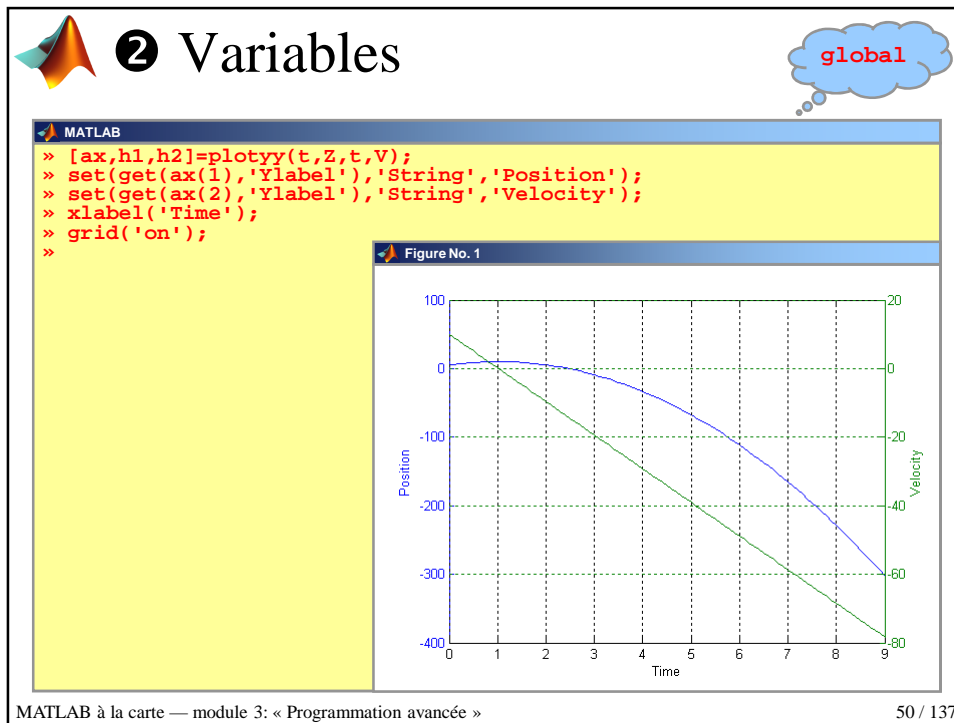 ❷ Variables
global
MATLAB
» [ax,h1,h2]=plotyy(t,Z,t,V);
» set(get(ax(1),'Ylabel'),'String','Position');
» set(get(ax(2),'Ylabel'),'String','Velocity');
» xlabel('Time');
» grid('on');
»
Figure No. 1
100
0
-100
-200
-300
-400
Position
20
0
-20
-40
-60
-80
Velocity
0 1 2 3 4 5 6 7 8 9
Time
MATLAB à la carte — module 3: « Programmation avancée »
50 / 137